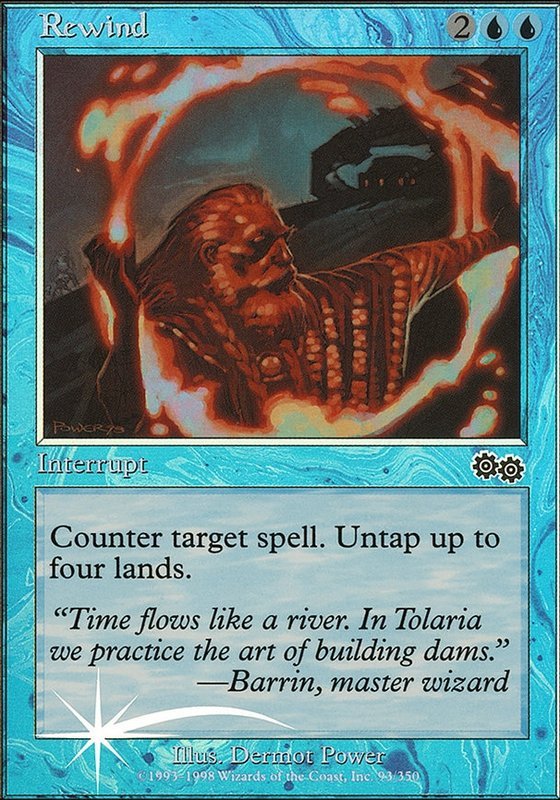 Rewind 2
POWER 98
Interrupt
Counter target spell. Untap up to
four lands.
“Time flows like a river. In Tolaria
we practice the art of building dams.”
—Barrin, master wizard
Illus. Dermot Power
©1993-1998 Wizards of the Coast, Inc. 93/350